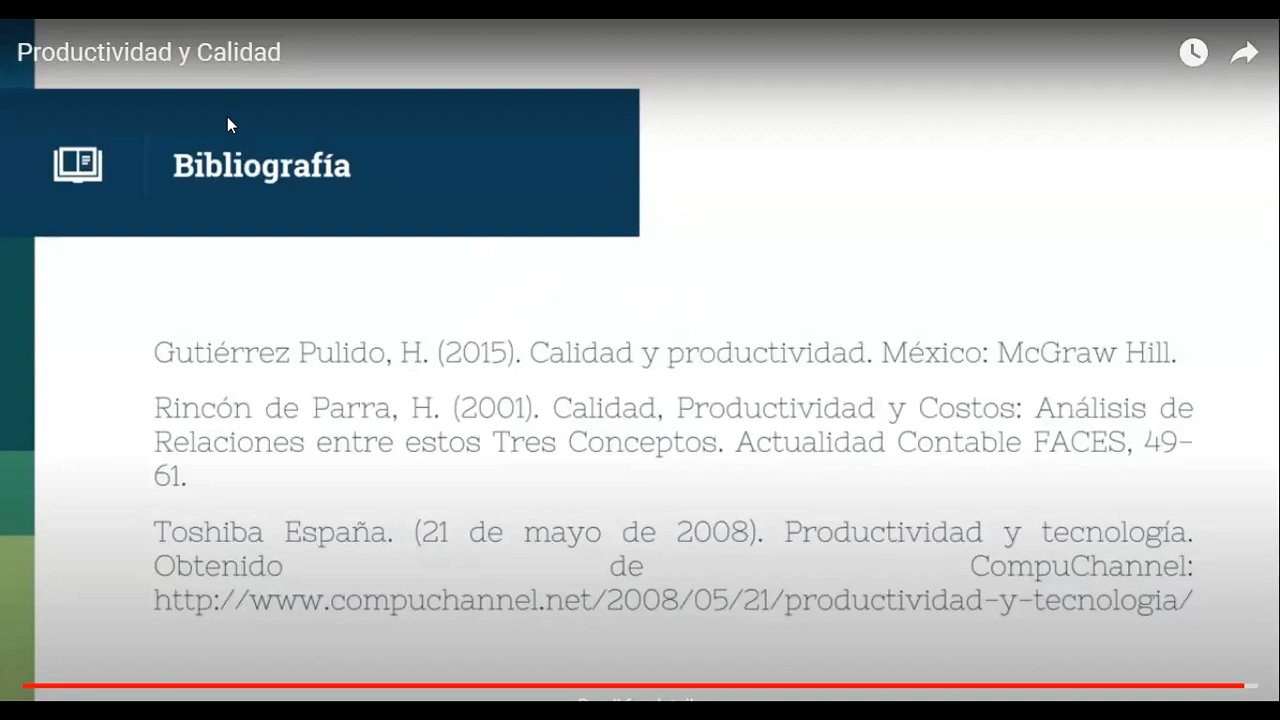 Productividad y Calidad
Bibliografía
Gutiérrez Pulido, H. (2015). Calidad y productividad. México: McGraw Hill.
Rincón de Parra, H. (2001). Calidad, Productividad y Costos: Análisis de
Relaciones entre estos Tres Conceptos. Actualidad Contable FACES, 49-
61.
Toshiba España. (21 de mayo de 2008). Productividad y tecnología.
Obtenido de CompuChannel:
http://www.compuchannel.net/2008/05/21/productividad-y-tecnologia/